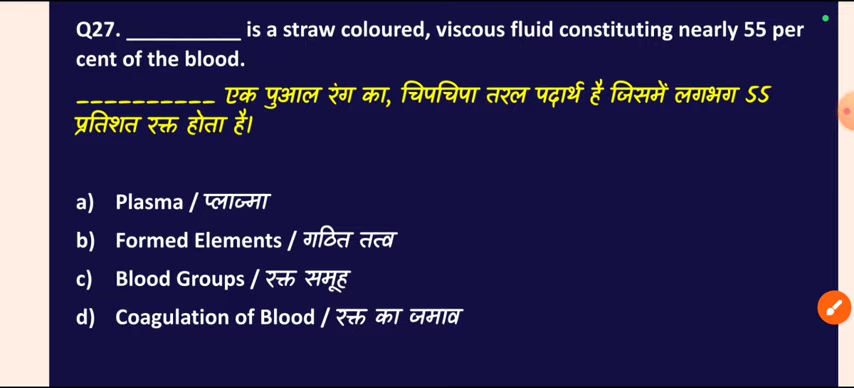 Q27. __________ is a straw coloured, viscous fluid constituting nearly 55 per
cent of the blood.
__________ एक पुआल रंग का, चिपचिपा तरल पदार्थ है जिसमें लगभग 55
प्रतिशत रक्त होता है।
a) Plasma / प्लाज्मा
b) Formed Elements / गठित तत्व
c) Blood Groups / रक्त समूह
d) Coagulation of Blood / रक्त का जमाव